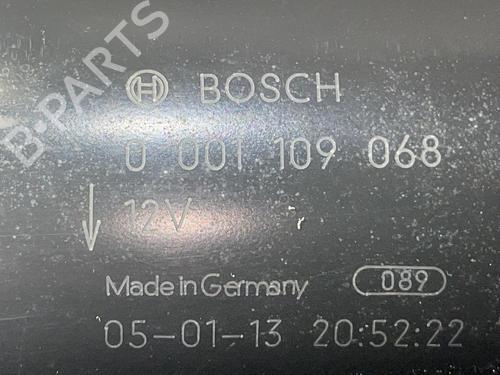 B-PARTS
BOSCH
0 001 109 068
12V
Made in Germany 089
05-01-13 20:52:22